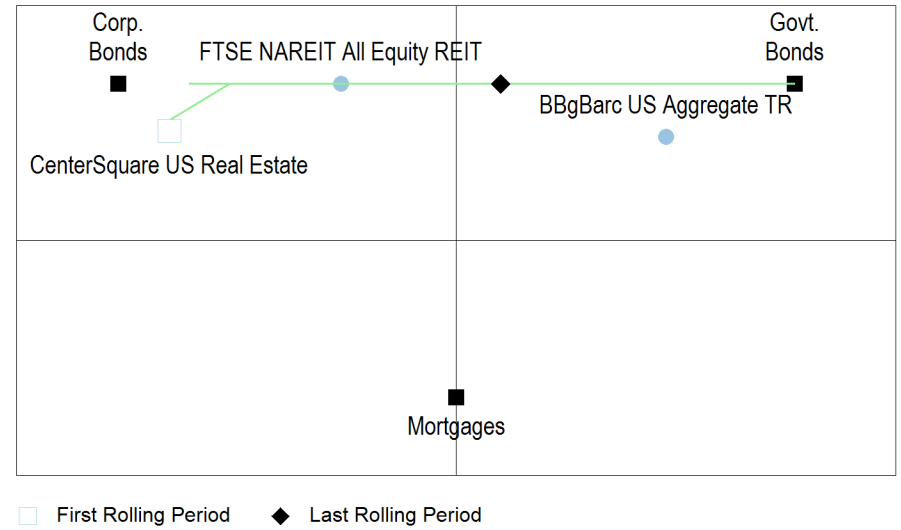 Corp.
Bonds
Govt.
Bonds
FTSE NAREIT All Equity REIT
BBgBarc US Aggregate TR
CenterSquare US Real Estate
Mortgages
First Rolling Period
Last Rolling Period